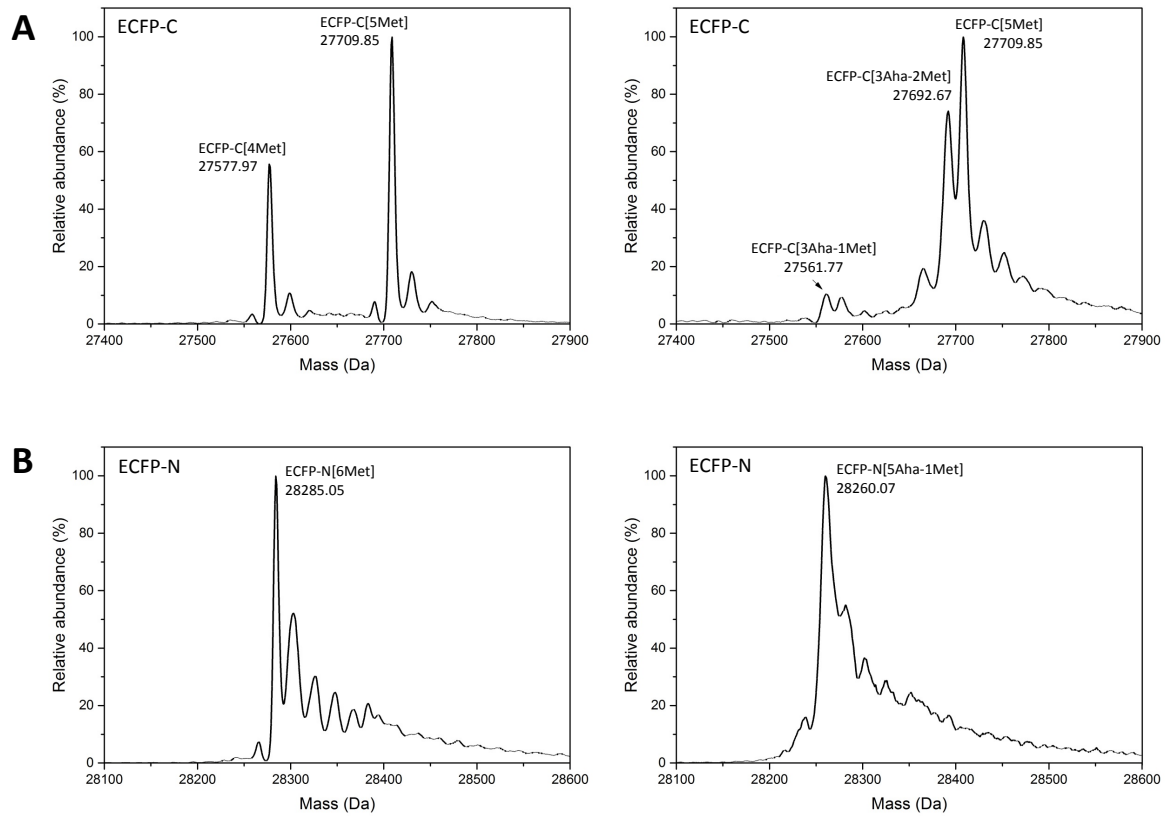 A
ECFP-C
ECFP-C[5Met]
27709.85
ECFP-C[4Met]
27577.97
Relative abundance (%)
100
80
60
40
20
0
27400
27500
27600
27700
27800
27900
Mass (Da)
ECFP-C
ECFP-C[5Met]
27709.85
ECFP-C[3Aha-2Met]
27692.67
ECFP-C[3Aha-1Met]
27561.77
Relative abundance (%)
100
80
60
40
20
0
27400
27500
27600
27700
27800
27900
Mass (Da)
B
ECFP-N
ECFP-N[6Met]
28285.05
Relative abundance (%)
100
80
60
40
20
0
28100
28200
28300
28400
28500
28600
Mass (Da)
ECFP-N
ECFP-N[5Aha-1Met]
28260.07
Relative abundance (%)
100
80
60
40
20
0
28100
28200
28300
28400
28500
28600
Mass (Da)